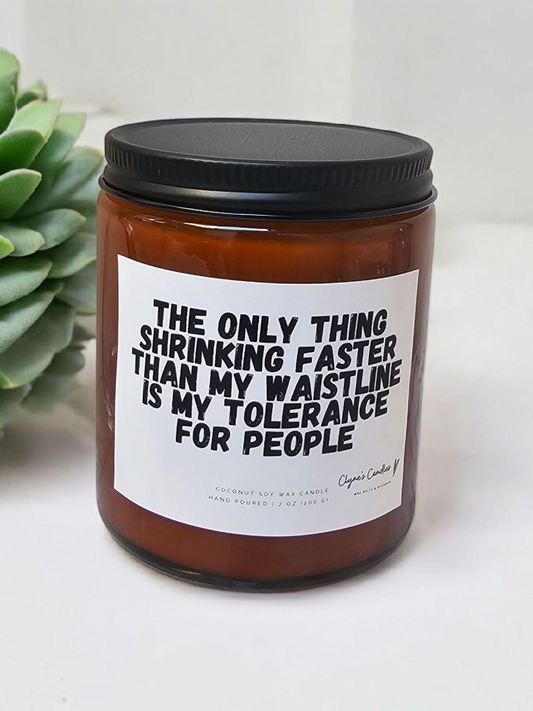 THE ONLY THING
SHRINKING FASTER
THAN MY WAISTLINE
IS MY TOLERANCE
FOR PEOPLE
Clyne's Candles
COCONUT SOY WAX CANDLE
HAND POURED | 7 OZ (200 G)